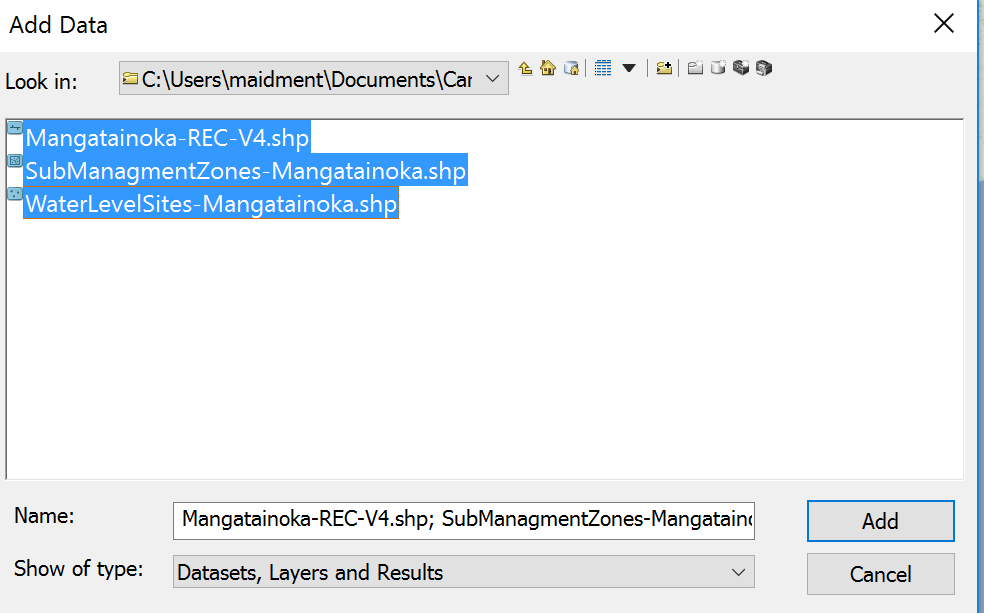 Add Data
Look in: C:\Users\maidment\Documents\Car
Mangatainoka-REC-V4.shp
SubManagmentZones-Mangatainoka.shp
WaterLevelSites-Mangatainoka.shp
Name: Mangatainoka-REC-V4.shp; SubManagmentZones-Mangataino
Add
Show of type: Datasets, Layers and Results
Cancel